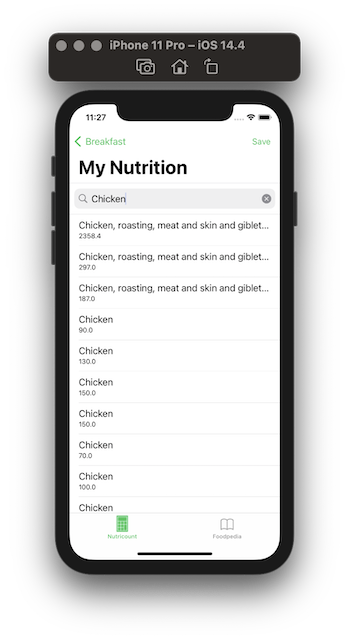 iPhone 11 Pro – iOS 14.4
11:27
Breakfast
Save
My Nutrition
Chicken
Chicken, roasting, meat and skin and giblet...
2358.4
Chicken, roasting, meat and skin and giblet...
297.0
Chicken, roasting, meat and skin and giblet...
187.0
Chicken
90.0
Chicken
130.0
Chicken
150.0
Chicken
150.0
Chicken
70.0
Chicken
100.0
Chicken
Nutricount
Foodpedia